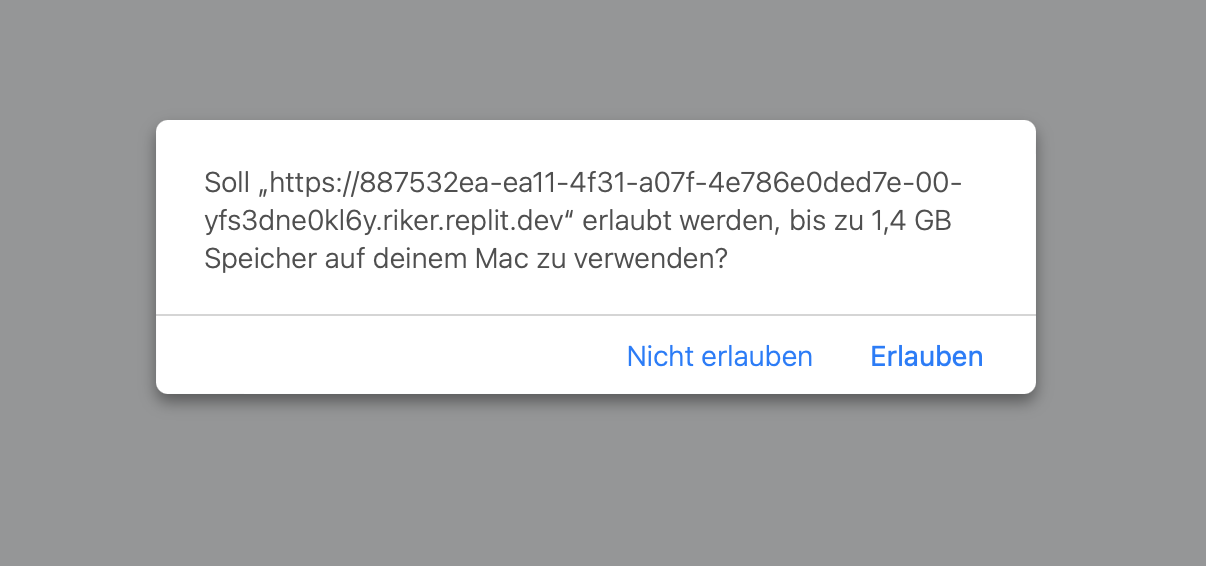 Soll „https://887532ea-ea11-4f31-a07f-4e786e0ded7e-00-
yfs3dne0kl6y.riker.replit.dev“ erlaubt werden, bis zu 1,4 GB
Speicher auf deinem Mac zu verwenden?
Nicht erlauben Erlauben